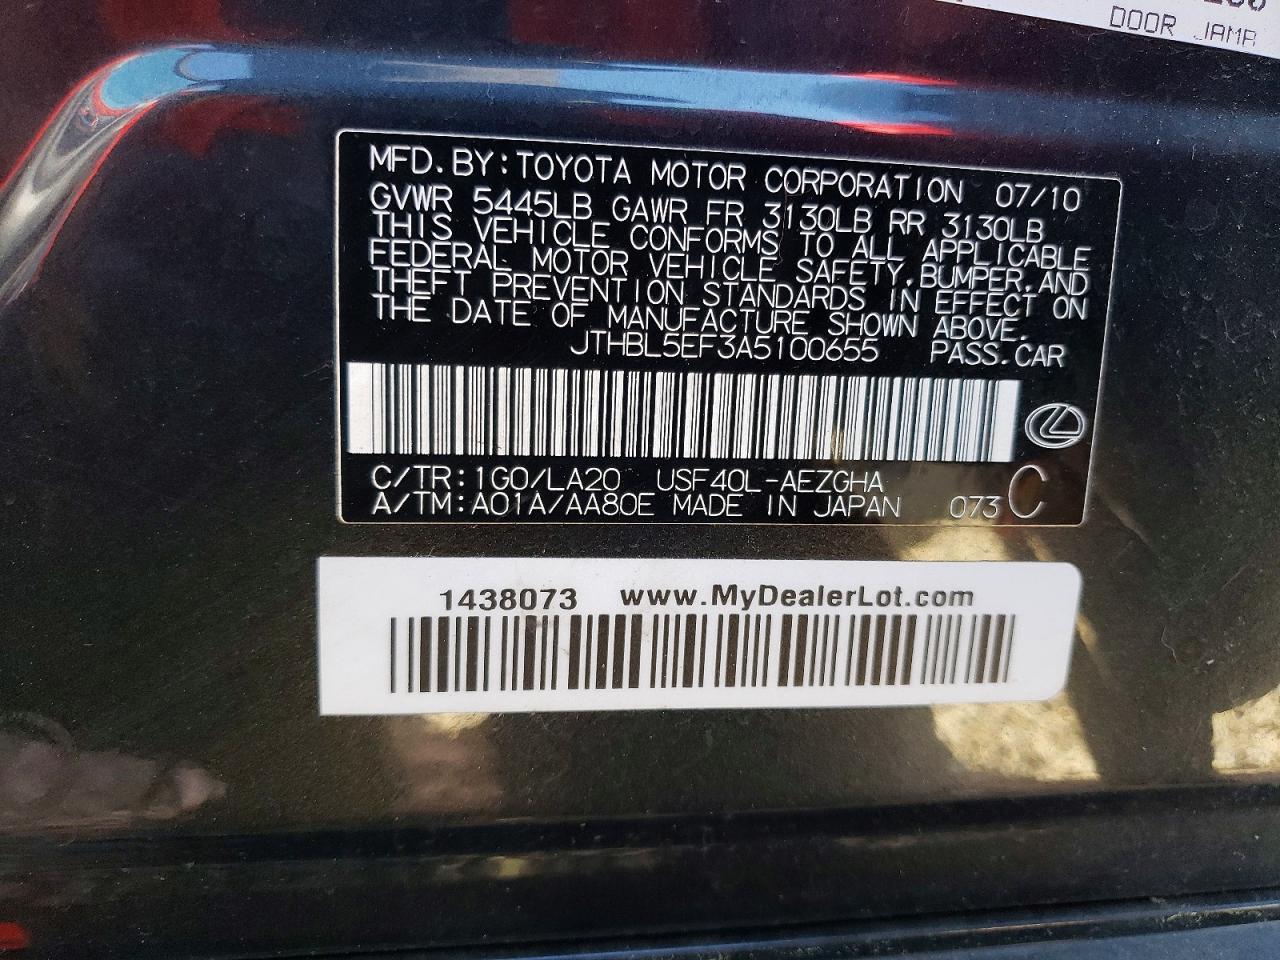 DOOR JAMB
MFD. BY: TOYOTA MOTOR CORPORATION 07/10
GVWR 5445LB GAWR FR 3130LB RR 3130LB
THIS VEHICLE CONFORMS TO ALL APPLICABLE
FEDERAL MOTOR VEHICLE SAFETY, BUMPER, AND
THEFT PREVENTION STANDARDS IN EFFECT ON
THE DATE OF MANUFACTURE SHOWN ABOVE.
JTHBL5EF3A5100655 PASS.CAR
C/TR: 1G0/LA20 USF40L-AEZGHA
A/TM: A01A/AA80E MADE IN JAPAN 073 C
1438073 www.MyDealerLot.com